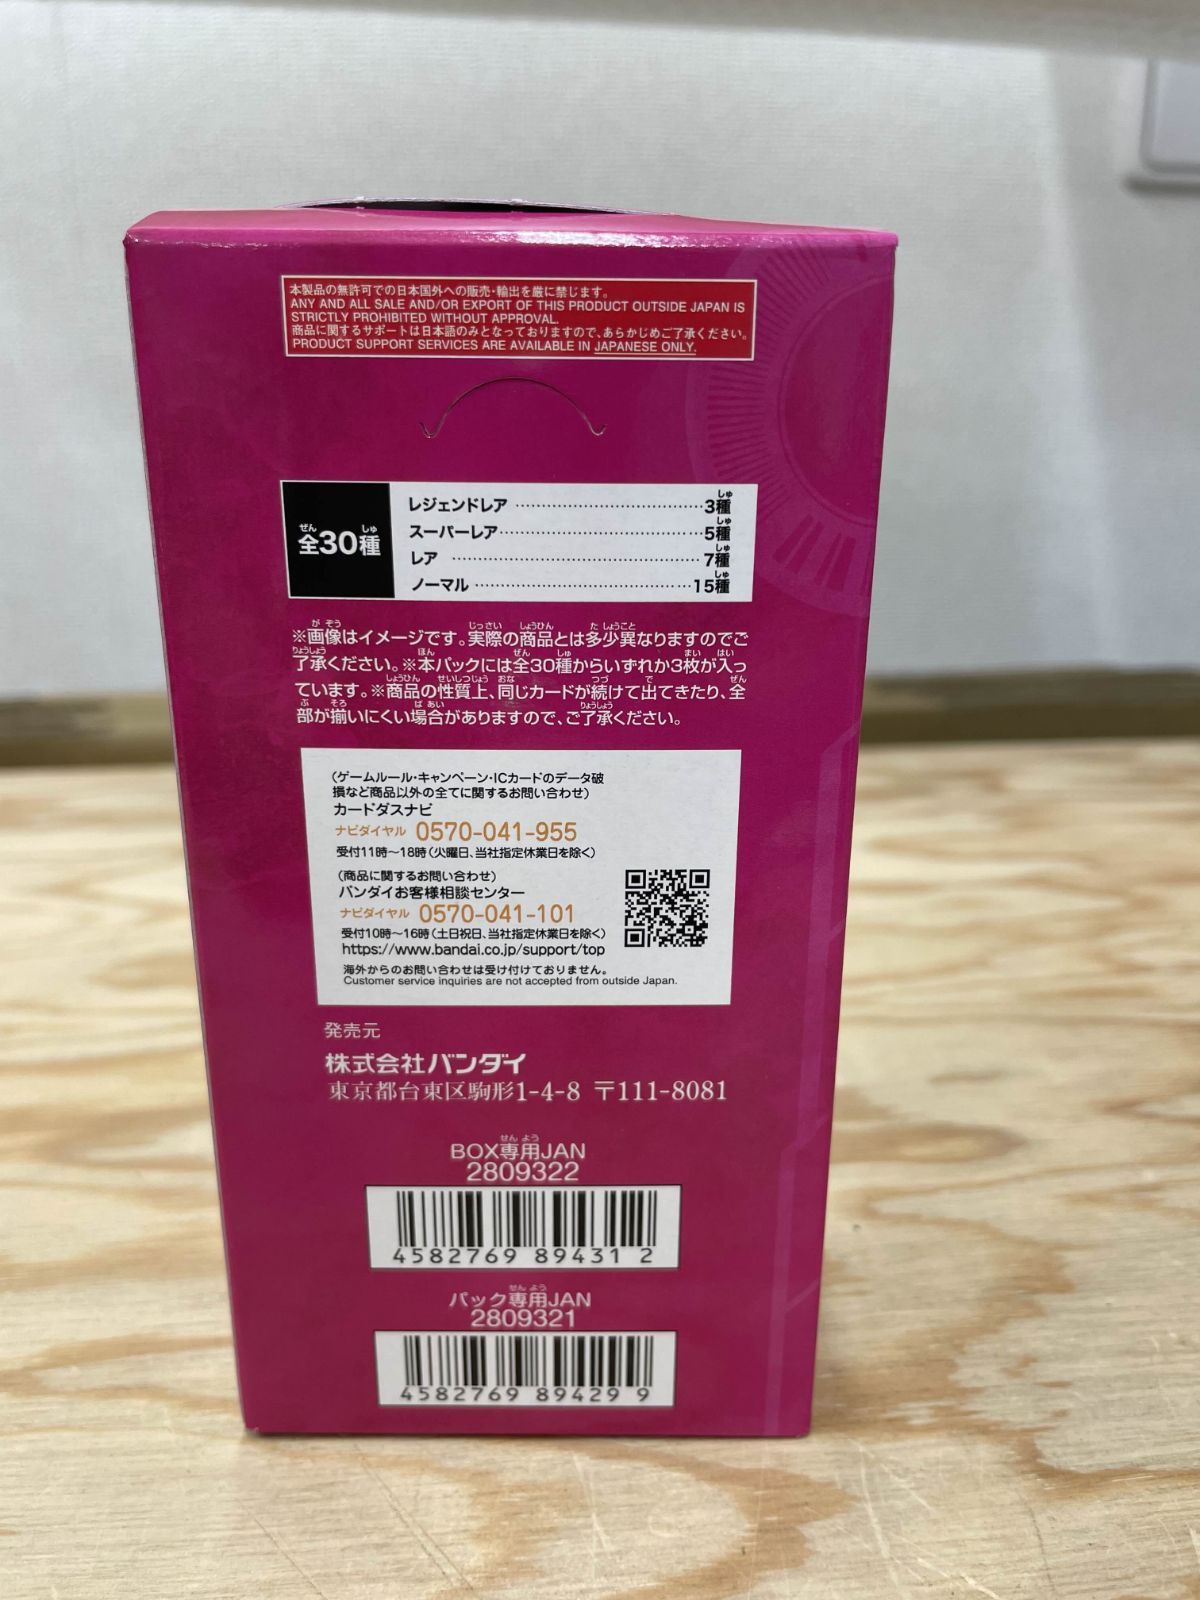 本製品の無許可での日本国外への販売・輸出を厳に禁じます。
ANY AND ALL SALE AND/OR EXPORT OF THIS PRODUCT OUTSIDE JAPAN IS
STRICTLY PROHIBITED WITHOUT APPROVAL.
商品に関するサポートは日本語のみとなっておりますので、あらかじめご了承ください。
PRODUCT SUPPORT SERVICES ARE AVAILABLE IN JAPANESE ONLY.
全30種
レジェンドレア 3種
スーパーレア 5種
レア 7種
ノーマル 15種
※画像はイメージです。実際の商品とは多少異なりますのでご
了承ください。※本パックには全30種からいずれか3枚が入っ
ています。※商品の性質上、同じカードが続けて出てきたり、全
部が揃いにくい場合がありますので、ご了承ください。
(ゲームルール・キャンペーン・ICカードのデータ破
損など商品以外の全てに関するお問い合わせ)
カードダスナビ
ナビダイヤル 0570-041-955
受付11時～18時(火曜日、当社指定休業日を除く)
(商品に関するお問い合わせ)
バンダイお客様相談センター
ナビダイヤル 0570-041-101
受付10時～16時(土日祝日、当社指定休業日を除く)
https://www.bandai.co.jp/support/top
海外からのお問い合わせは受け付けておりません。
Customer service inquiries are not accepted from outside Japan.
発売元
株式会社バンダイ
東京都台東区駒形1-4-8 〒111-8081
BOX専用JAN
2809322
4582769 894312
パック専用JAN
2809321
4582769 894299